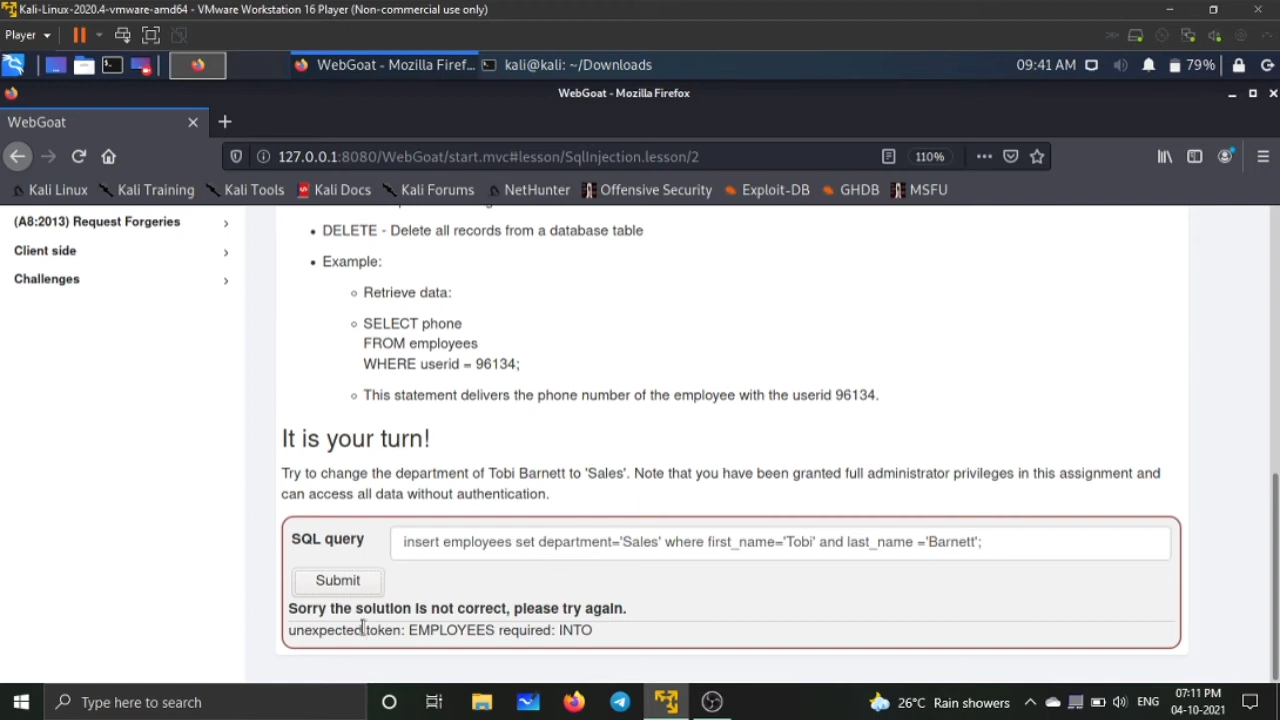 Kali-Linux-2020.4-vmware-amd64 - VMware Workstation 16 Player (Non-commercial use only)
Player
WebGoat - Mozilla Firef...
kali@kali: ~/Downloads
09:41 AM
79%
WebGoat - Mozilla Firefox
WebGoat
127.0.0.1:8080/WebGoat/start.mvc#lesson/SqlInjection.lesson/2
110%
Kali Linux
Kali Training
Kali Tools
Kali Docs
Kali Forums
NetHunter
Offensive Security
Exploit-DB
GHDB
MSFU
(A8:2013) Request Forgeries
Client side
Challenges
DELETE - Delete all records from a database table
Example:
Retrieve data:
SELECT phone
FROM employees
WHERE userid = 96134;
This statement delivers the phone number of the employee with the userid 96134.
It is your turn!
Try to change the department of Tobi Barnett to 'Sales'. Note that you have been granted full administrator privileges in this assignment and
can access all data without authentication.
SQL query
insert employees set department='Sales' where first_name='Tobi' and last_name ='Barnett';
Submit
Sorry the solution is not correct, please try again.
unexpected token: EMPLOYEES required: INTO
Type here to search
26°C Rain showers
ENG
07:11 PM
04-10-2021